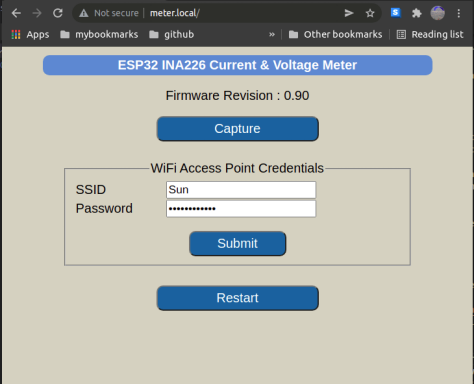 Not secure | meter.local/
Apps mybookmarks github » Other bookmarks Reading list
ESP32 INA226 Current & Voltage Meter
Firmware Revision : 0.90
Capture
WiFi Access Point Credentials
SSID Sun
Password ••••••••••••
Submit
Restart